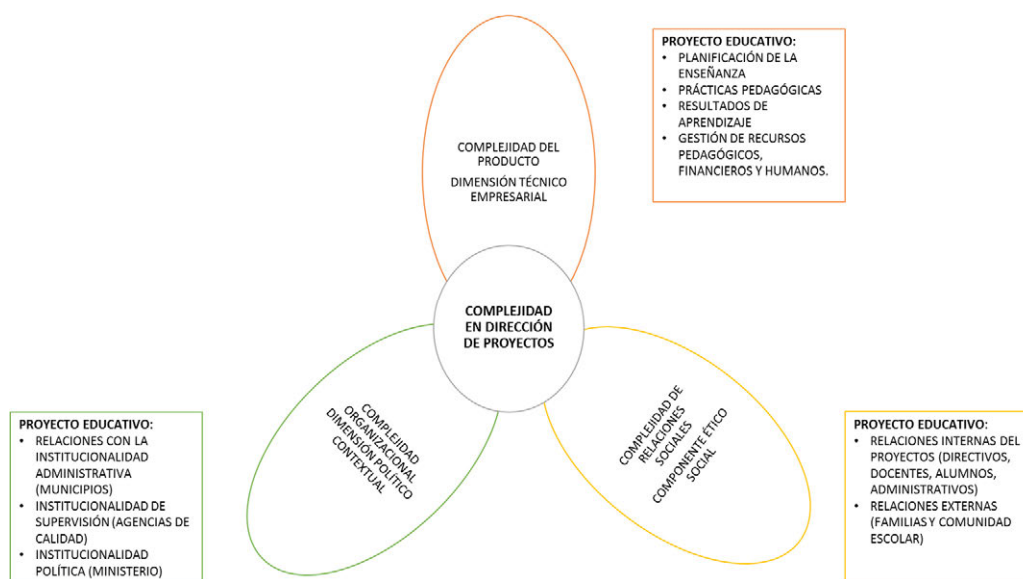 PROYECTO EDUCATIVO:
• PLANIFICACIÓN DE LA
ENSEÑANZA
• PRÁCTICAS PEDAGÓGICAS
• RESULTADOS DE
APRENDIZAJE
• GESTIÓN DE RECURSOS
PEDAGÓGICOS,
FINANCIEROS Y HUMANOS.
COMPLEJIDAD DEL
PRODUCTO
DIMENSIÓN TÉCNICO
EMPRESARIAL
COMPLEJIDAD
EN DIRECCIÓN
DE PROYECTOS
COMPLEJIDAD
ORGANIZACIONAL
DIMENSIÓN POLÍTICO
CONTEXTUAL
COMPLEJIDAD DE
RELACIONES
SOCIALES
COMPONENTE ÉTICO
SOCIAL
PROYECTO EDUCATIVO:
• RELACIONES CON LA
INSTITUCIONALIDAD
ADMINISTRATIVA
(MUNICIPIOS)
• INSTITUCIONALIDAD DE
SUPERVISIÓN (AGENCIAS DE
CALIDAD)
• INSTITUCIONALIDAD
POLÍTICA (MINISTERIO)
PROYECTO EDUCATIVO:
• RELACIONES INTERNAS DEL
PROYECTOS (DIRECTIVOS,
DOCENTES, ALUMNOS,
ADMINISTRATIVOS)
• RELACIONES EXTERNAS
(FAMILIAS Y COMUNIDAD
ESCOLAR)